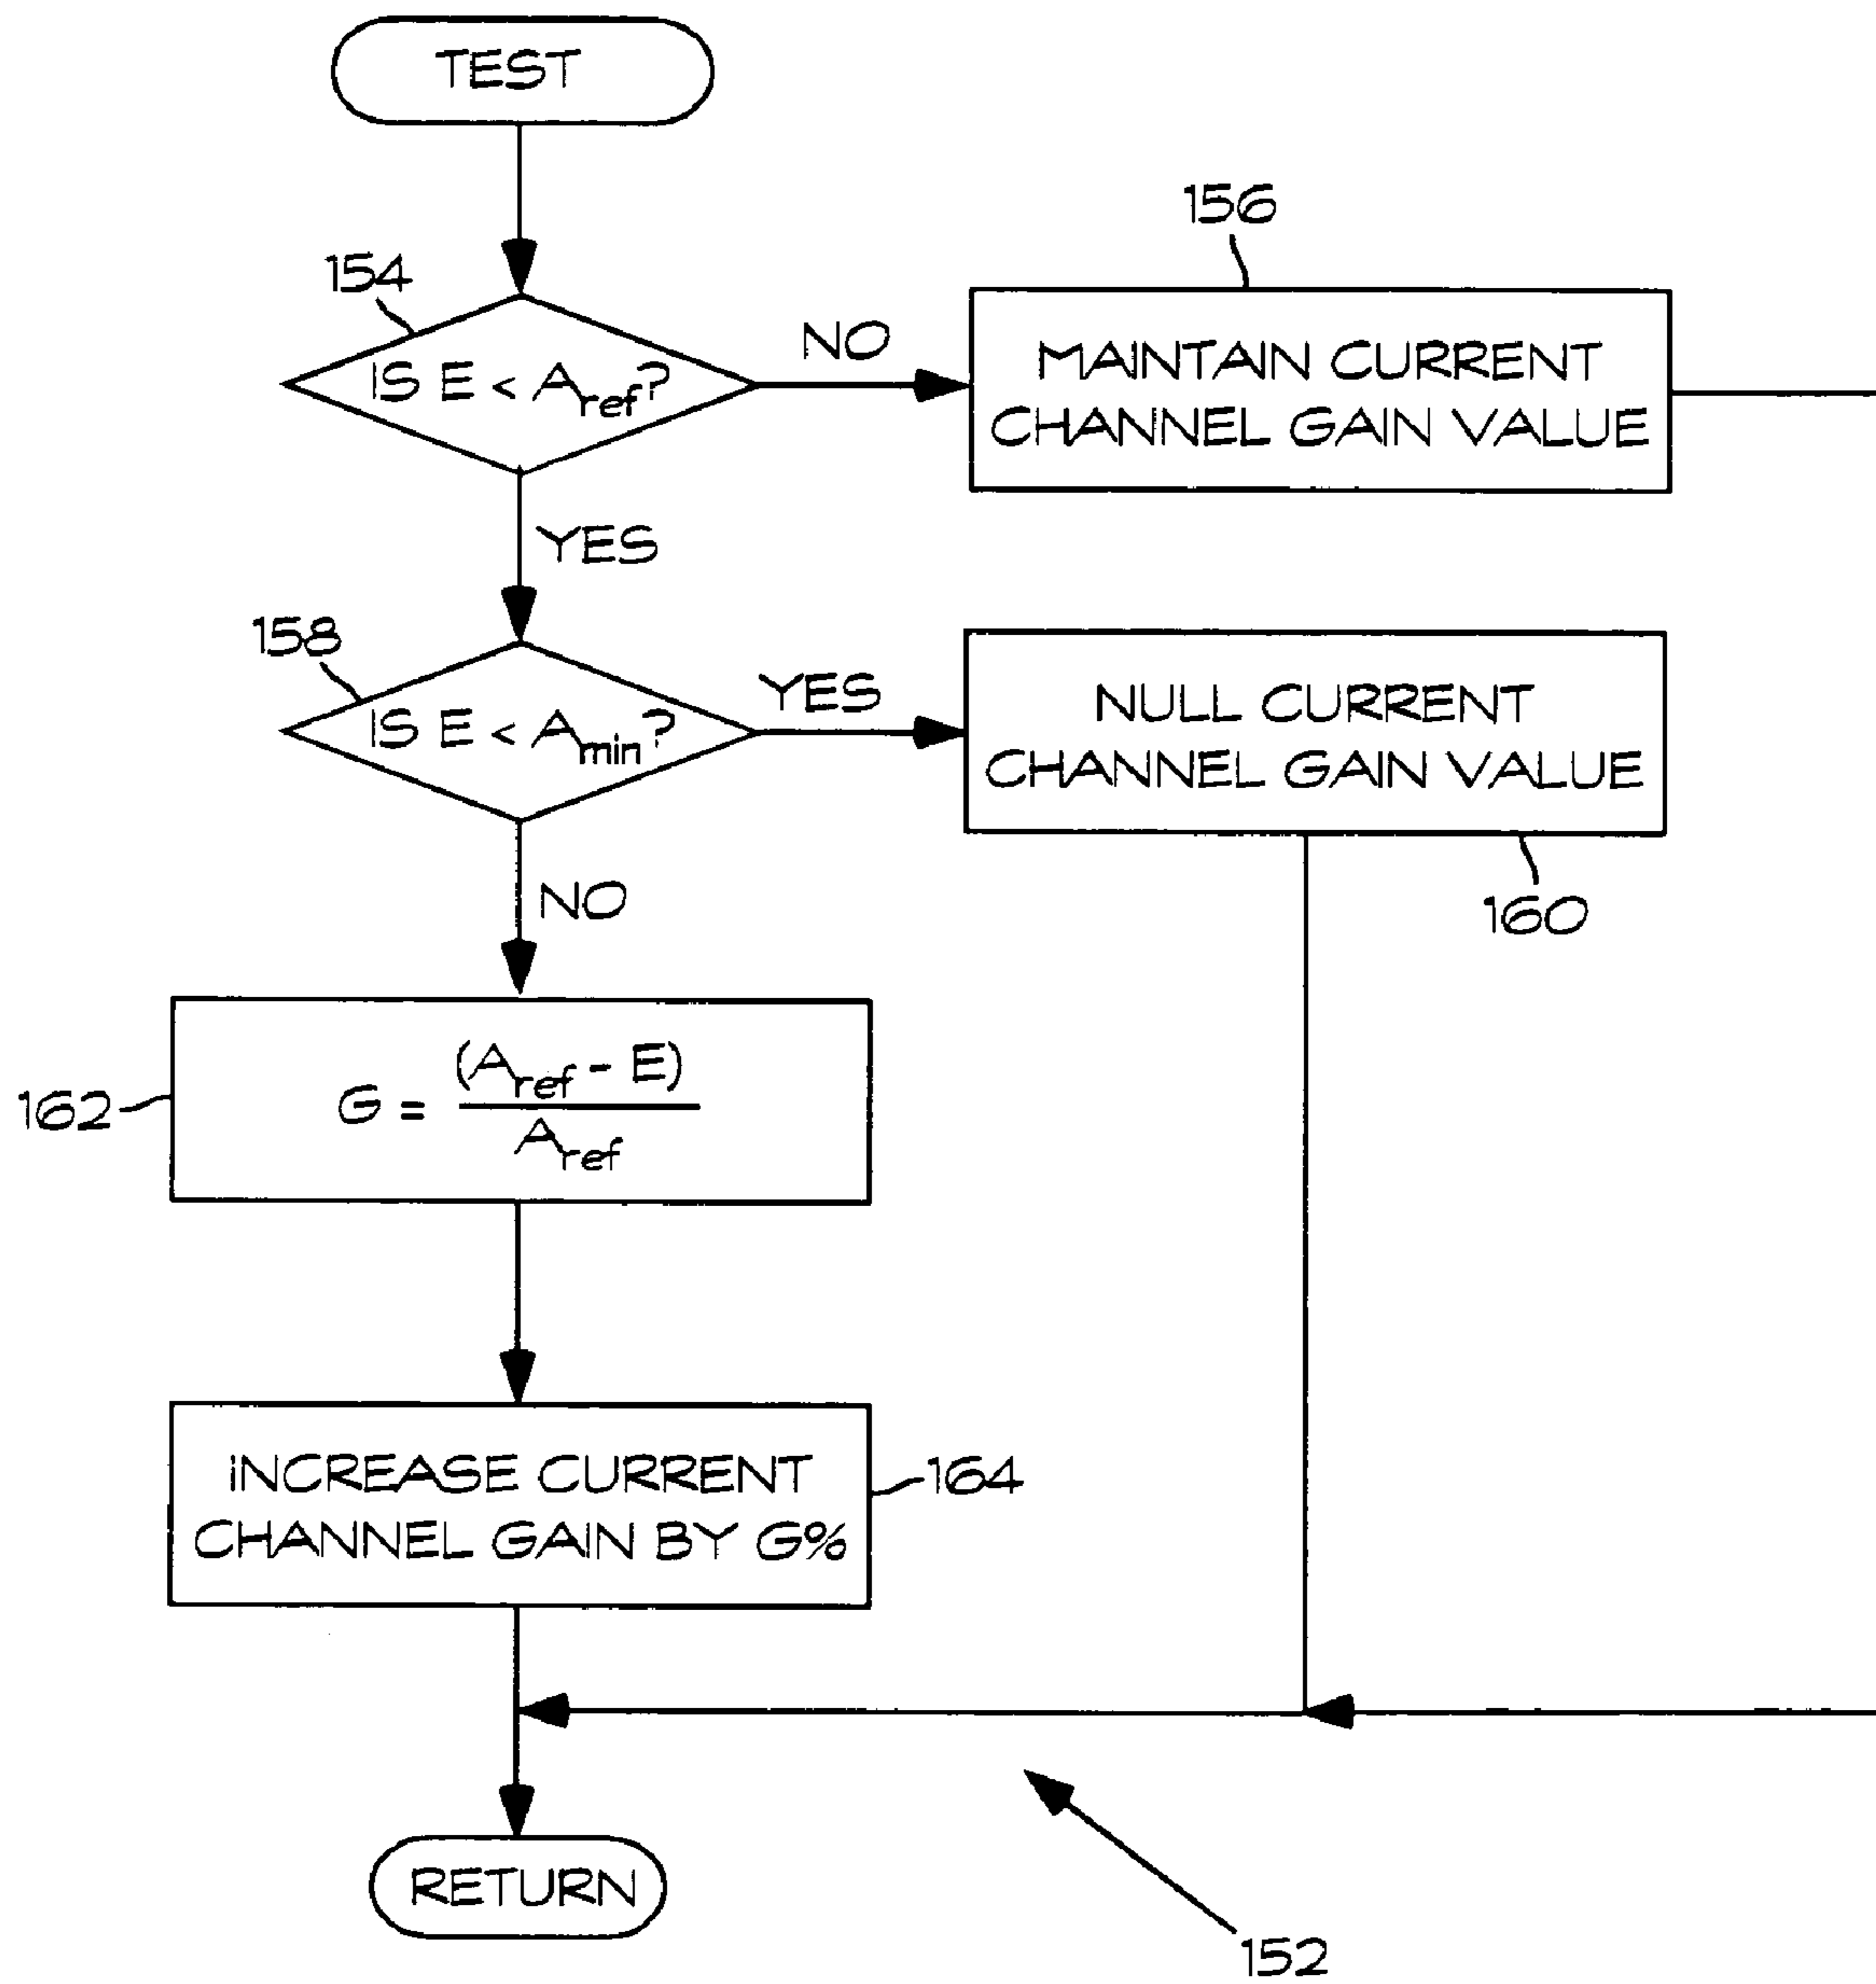 TEST
156
154
IS E < Aref?
NO
MAINTAIN CURRENT
CHANNEL GAIN VALUE
YES
158
IS E < Amin?
YES
NULL CURRENT
CHANNEL GAIN VALUE
NO
160
162
G = (Aref - E)
Aref
INCREASE CURRENT
CHANNEL GAIN BY G%
164
RETURN
152